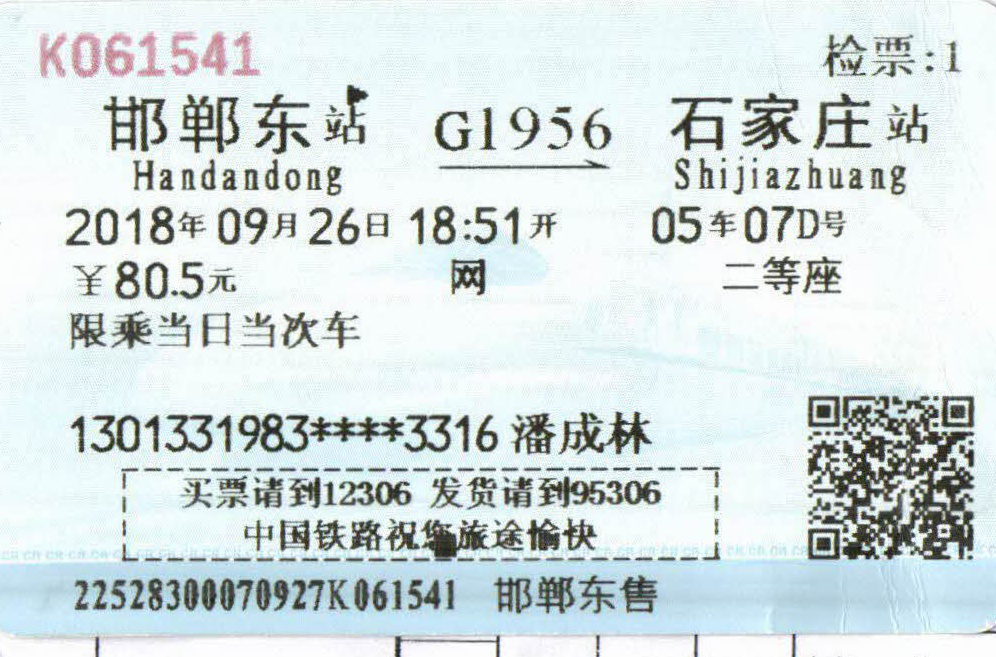 K061541 检票:1
邯郸东站 G1956 石家庄站
Handandong Shijiazhuang
2018年09月26日18:51开 05车07D号
￥80.5元 网 二等座
限乘当日当次车
1301331983****3316 潘成林
买票请到12306 发货请到95306
中国铁路祝您旅途愉快
22528300070927K061541 邯郸东售